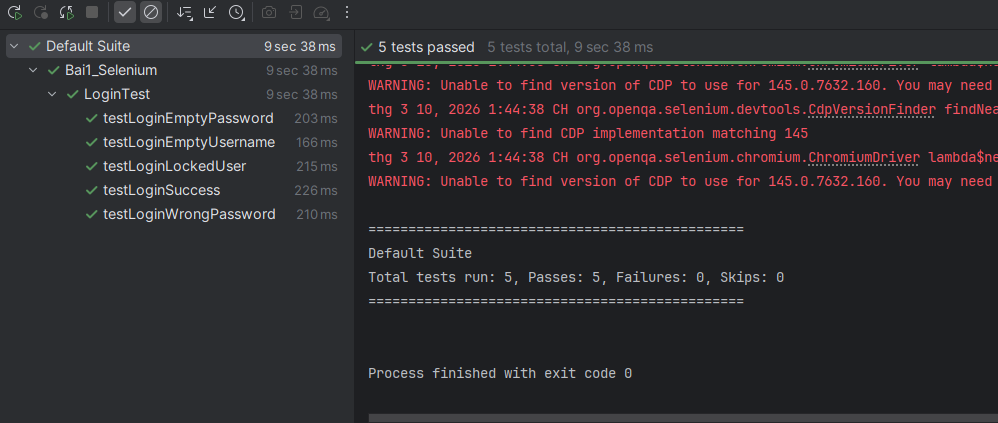 Default Suite 9 sec 38 ms
Bai1_Selenium 9 sec 38 ms
LoginTest 9 sec 38 ms
testLoginEmptyPassword 203 ms
testLoginEmptyUsername 166 ms
testLoginLockedUser 215 ms
testLoginSuccess 226 ms
testLoginWrongPassword 210 ms
5 tests passed 5 tests total, 9 sec 38 ms
WARNING: Unable to find version of CDP to use for 145.0.7632.160. You may need
thg 3 10, 2026 1:44:38 CH org.openqa.selenium.devtools.CdpVersionFinder findNea
WARNING: Unable to find CDP implementation matching 145
thg 3 10, 2026 1:44:38 CH org.openqa.selenium.chromium.ChromiumDriver lambda$ne
WARNING: Unable to find version of CDP to use for 145.0.7632.160. You may need
===============================================
Default Suite
Total tests run: 5, Passes: 5, Failures: 0, Skips: 0
===============================================
Process finished with exit code 0